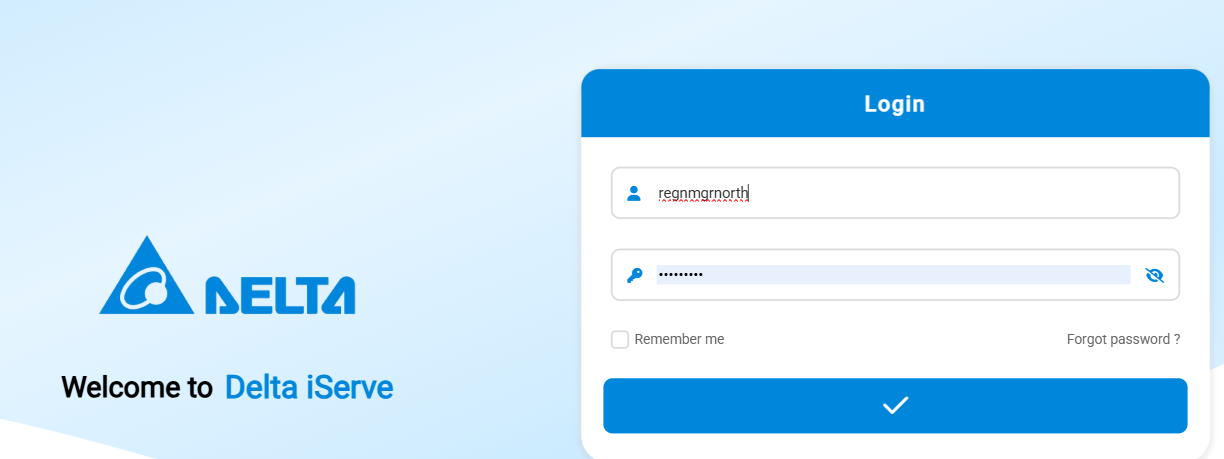 Login
regnmgrnorth
•••••••••
Remember me
Forgot password ?
DELTA
Welcome to Delta iServe